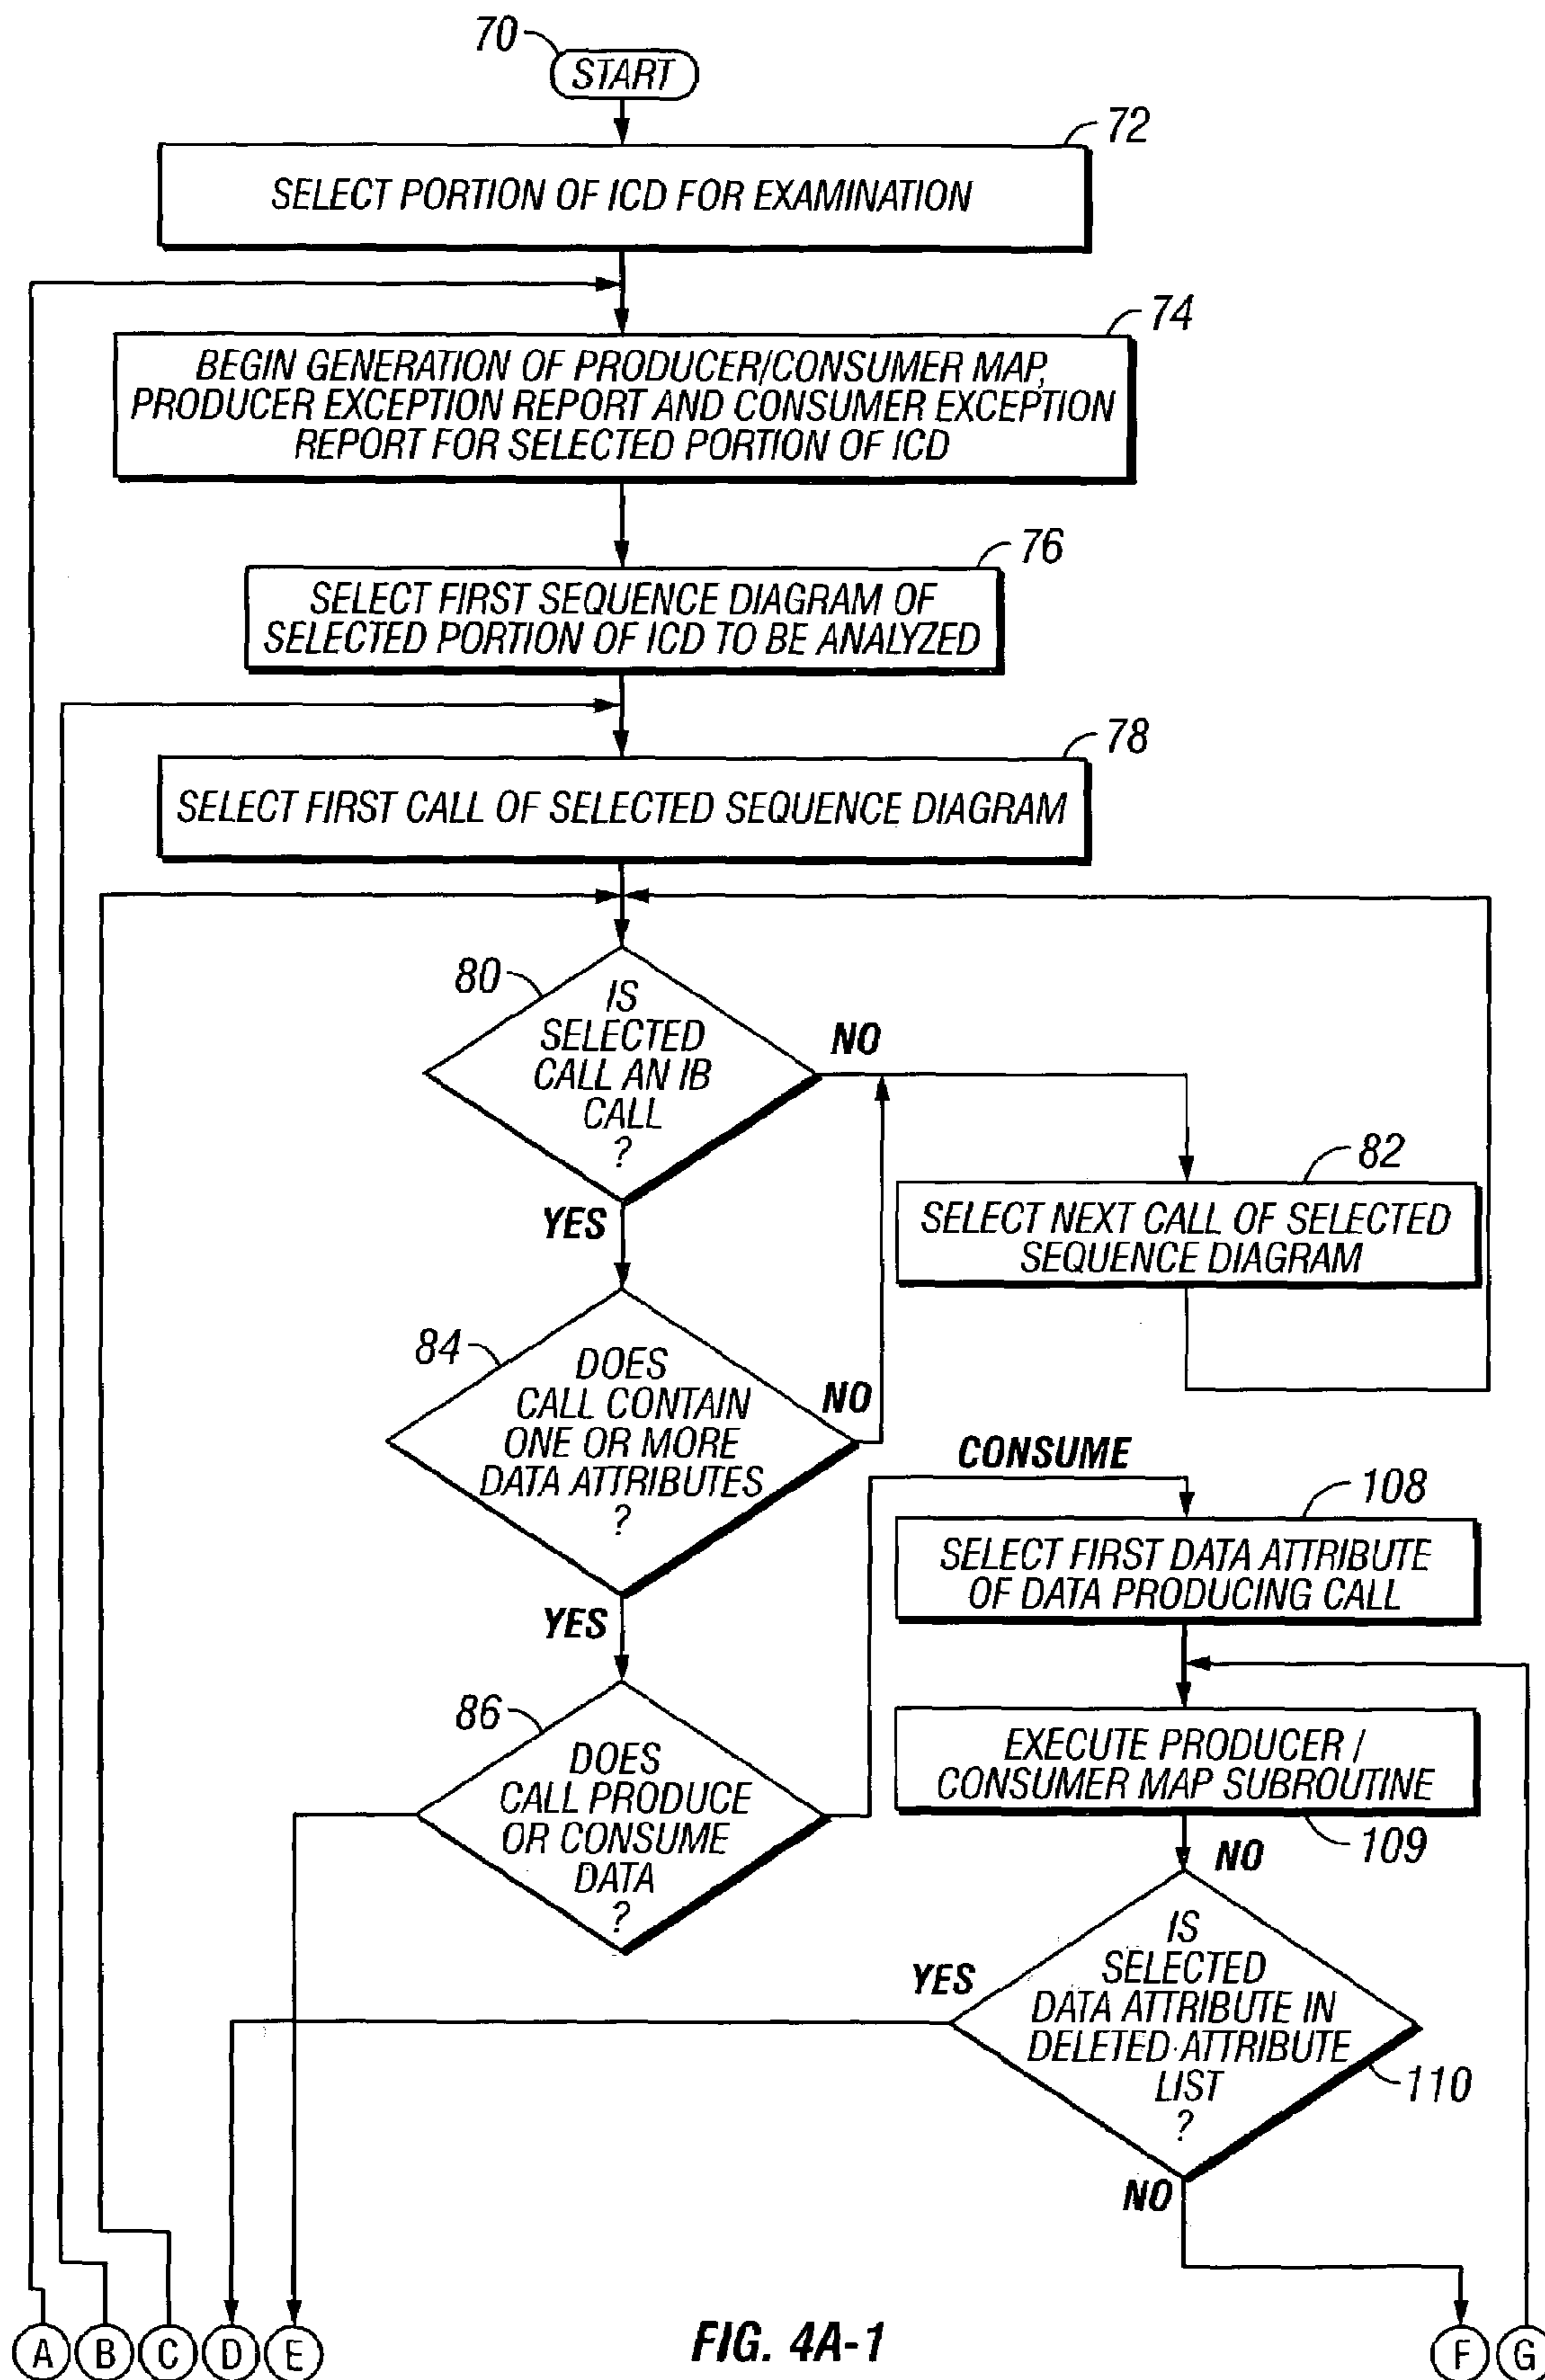 70
START
72
SELECT PORTION OF ICD FOR EXAMINATION
74
BEGIN GENERATION OF PRODUCER/CONSUMER MAP,
PRODUCER EXCEPTION REPORT AND CONSUMER EXCEPTION
REPORT FOR SELECTED PORTION OF ICD
76
SELECT FIRST SEQUENCE DIAGRAM OF
SELECTED PORTION OF ICD TO BE ANALYZED
78
SELECT FIRST CALL OF SELECTED SEQUENCE DIAGRAM
80
IS
SELECTED
CALL AN IB
CALL
?
NO
YES
82
SELECT NEXT CALL OF SELECTED
SEQUENCE DIAGRAM
84
DOES
CALL CONTAIN
ONE OR MORE
DATA ATTRIBUTES
?
NO
YES
CONSUME
108
SELECT FIRST DATA ATTRIBUTE
OF DATA PRODUCING CALL
86
DOES
CALL PRODUCE
OR CONSUME
DATA
?
EXECUTE PRODUCER /
CONSUMER MAP SUBROUTINE
109
NO
IS
SELECTED
DATA ATTRIBUTE IN
DELETED ATTRIBUTE
LIST
?
YES
110
NO
A
B
C
D
E
F
G
FIG. 4A-1